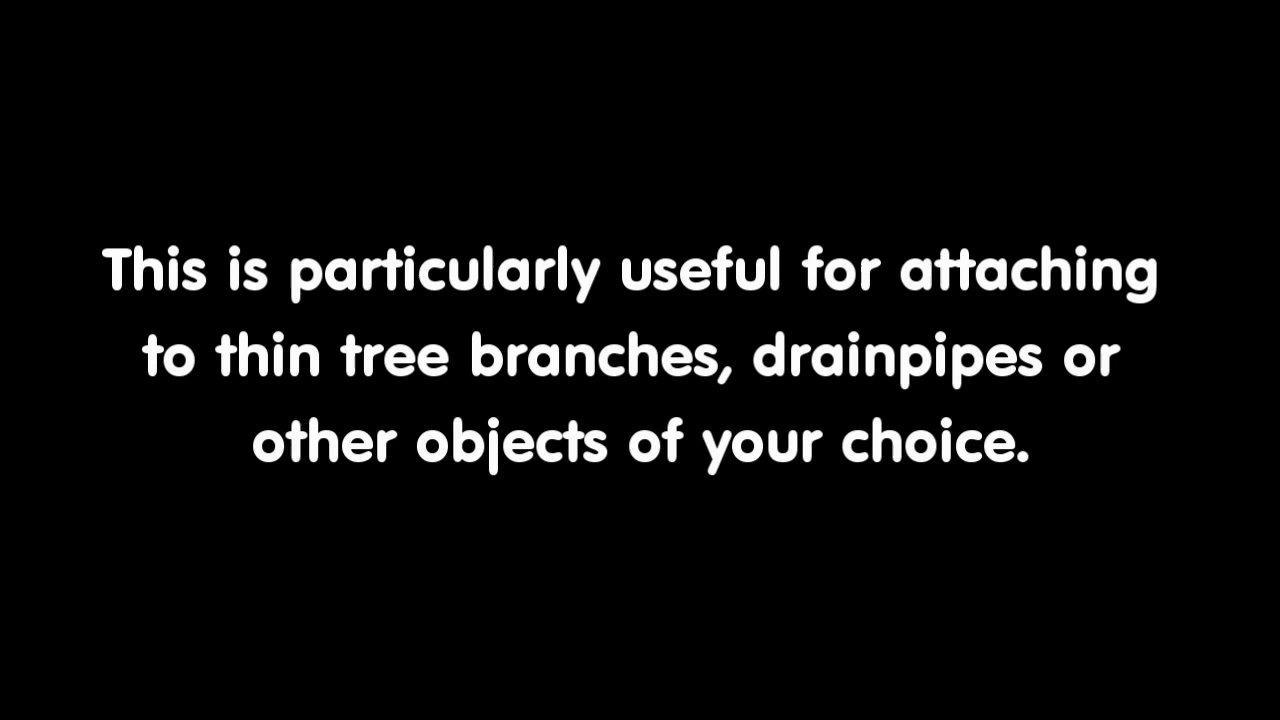 This is particularly useful for attaching
to thin tree branches, drainpipes or
other objects of your choice.